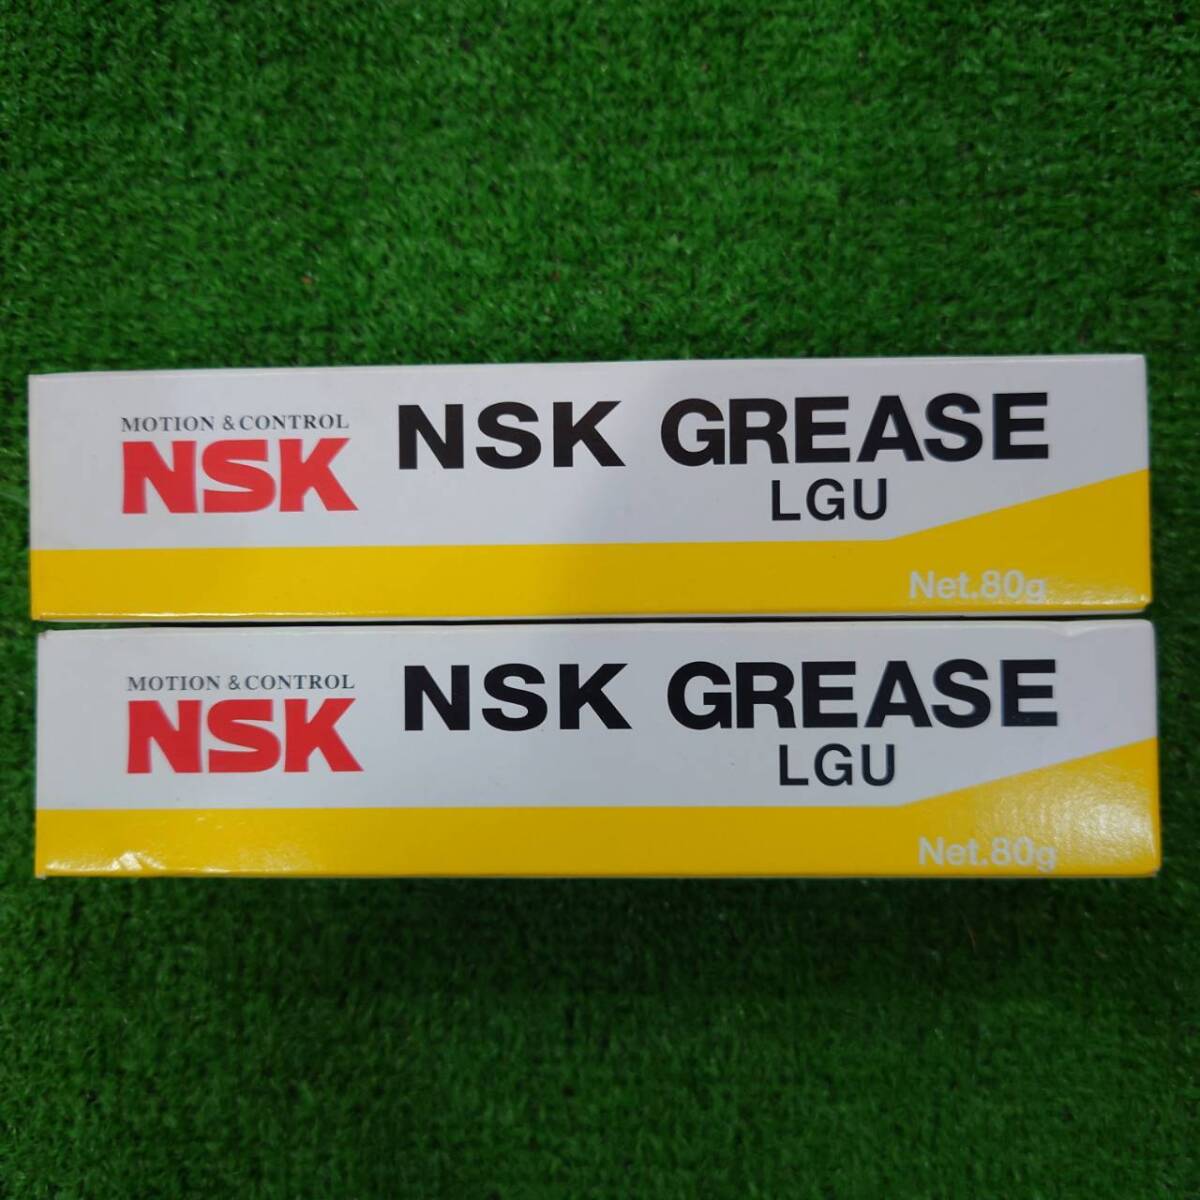 MOTION & CONTROL
NSK
NSK GREASE
LGU
Net.80g
MOTION & CONTROL
NSK
NSK GREASE
LGU
Net.80g